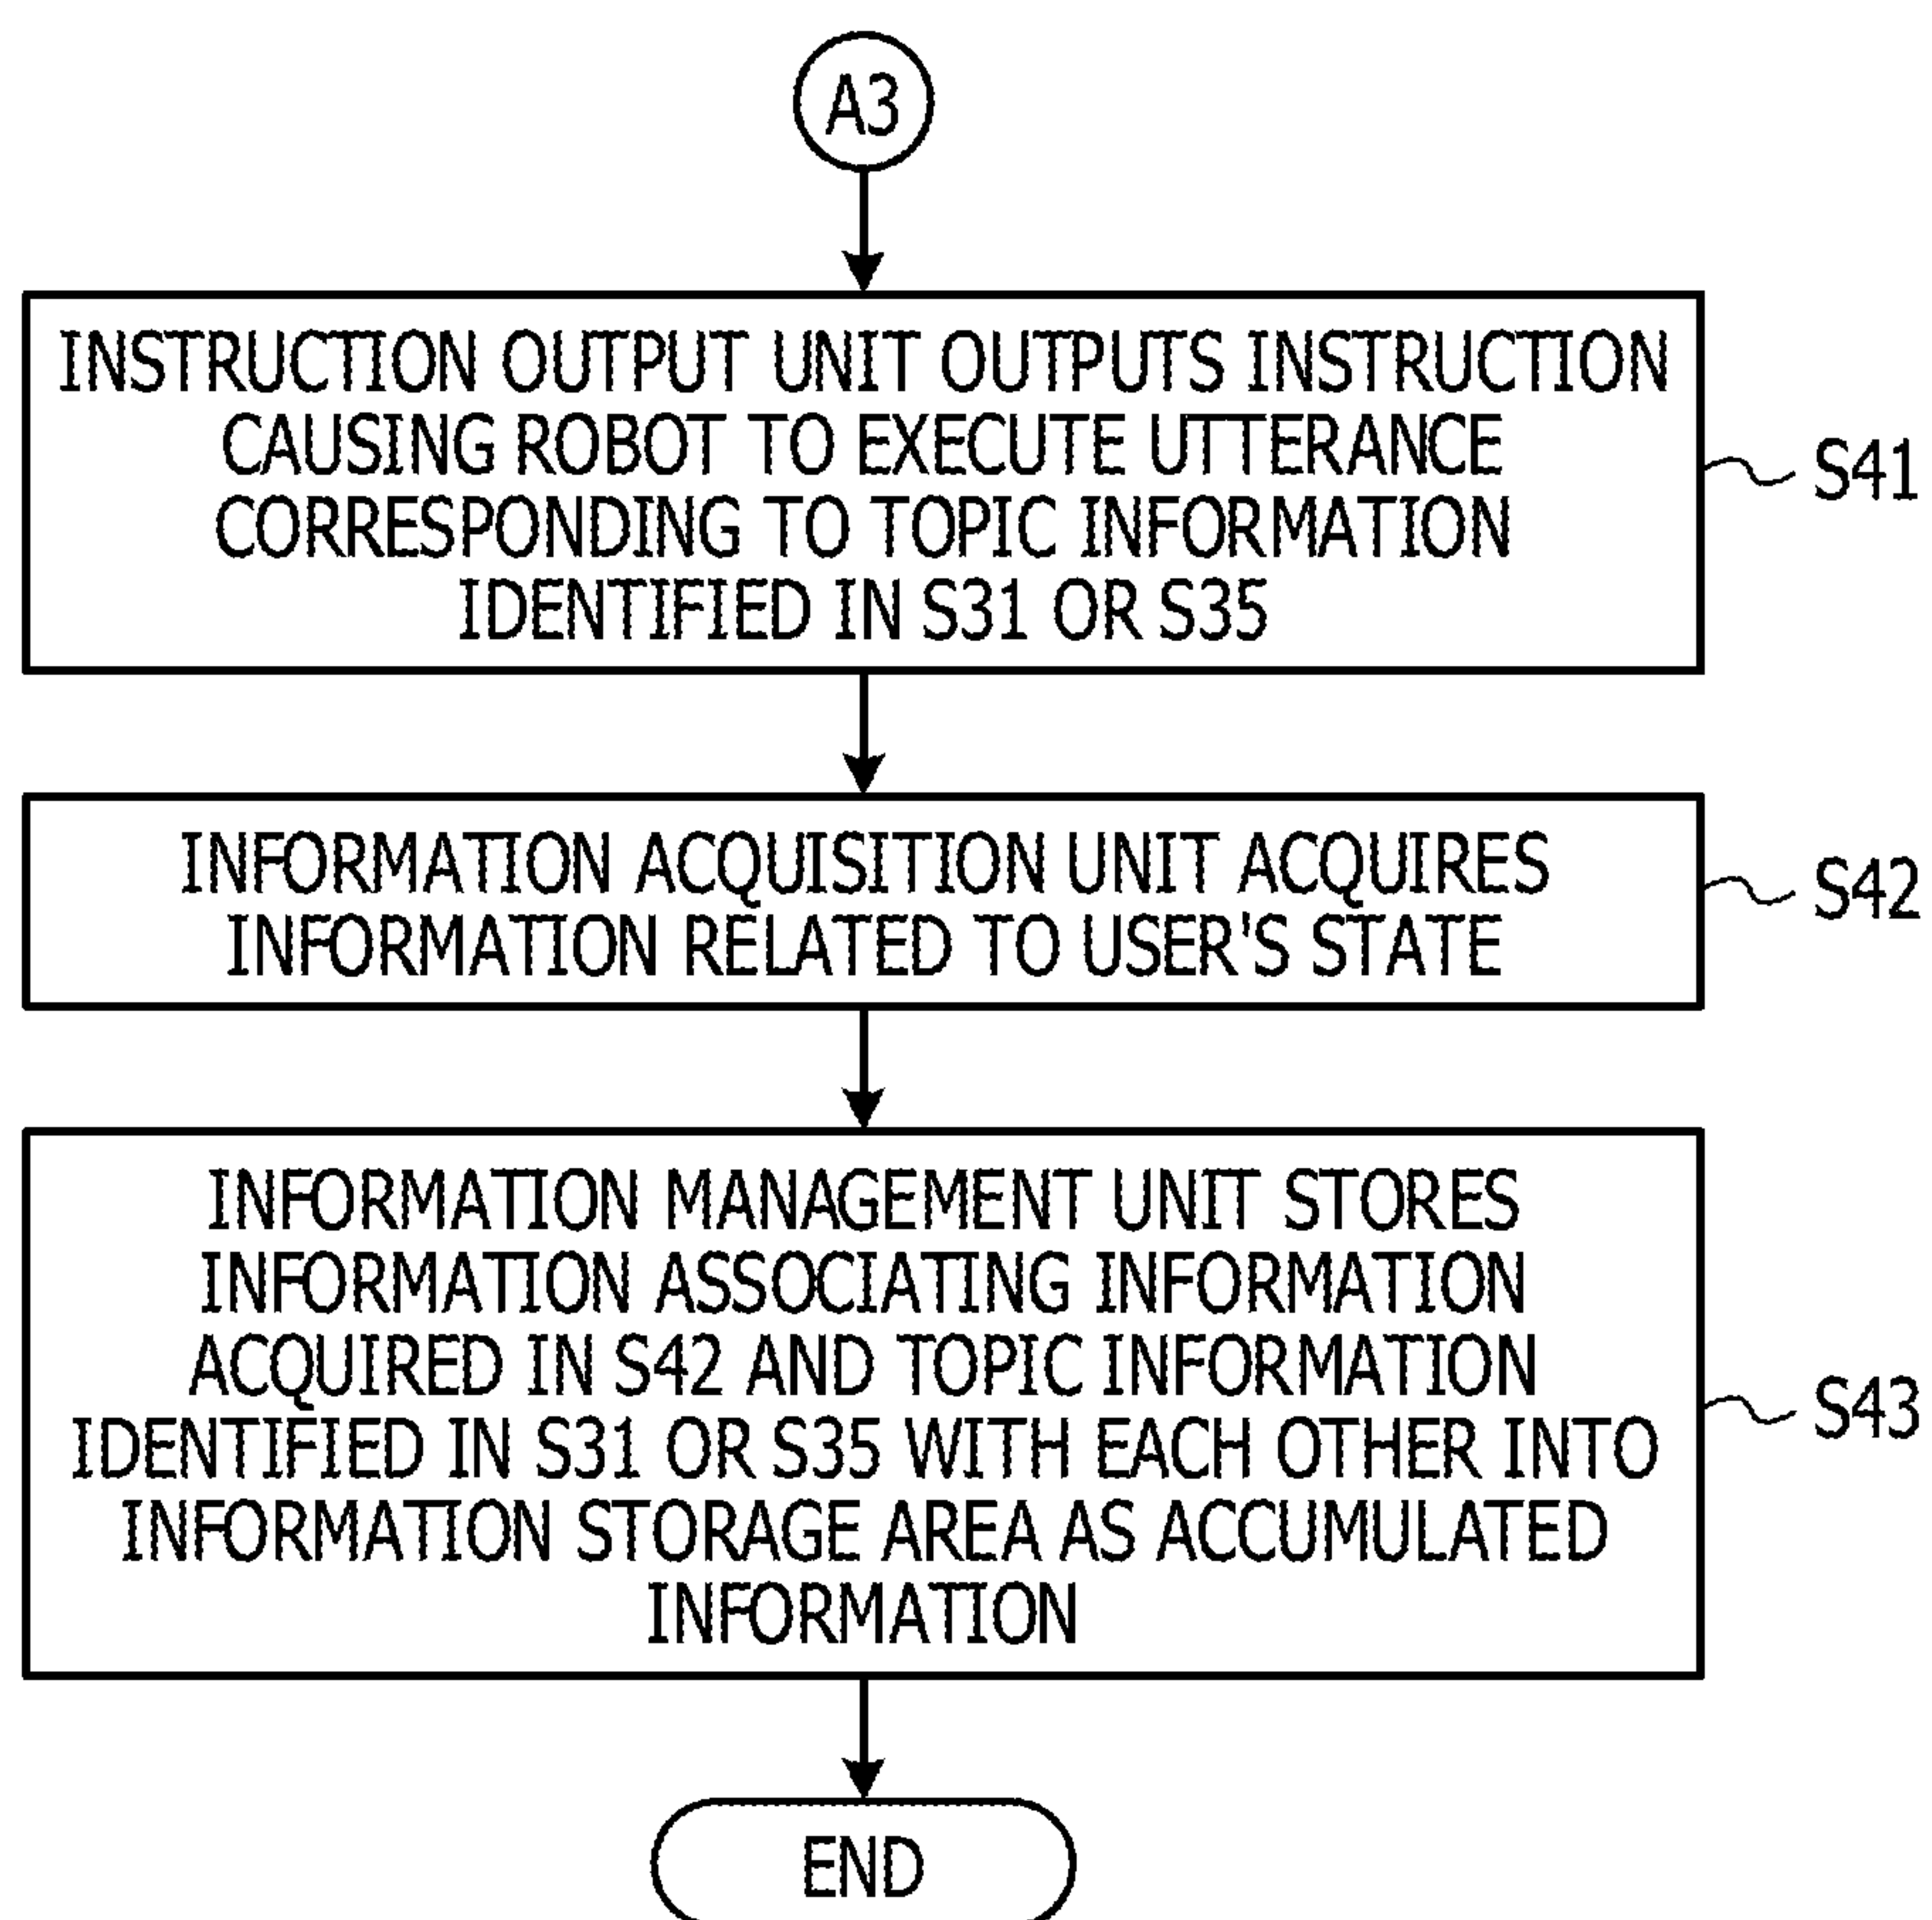 A3
INSTRUCTION OUTPUT UNIT OUTPUTS INSTRUCTION
CAUSING ROBOT TO EXECUTE UTTERANCE
CORRESPONDING TO TOPIC INFORMATION
IDENTIFIED IN S31 OR S35
S41
INFORMATION ACQUISITION UNIT ACQUIRES
INFORMATION RELATED TO USER'S STATE
S42
INFORMATION MANAGEMENT UNIT STORES
INFORMATION ASSOCIATING INFORMATION
ACQUIRED IN S42 AND TOPIC INFORMATION
IDENTIFIED IN S31 OR S35 WITH EACH OTHER INTO
INFORMATION STORAGE AREA AS ACCUMULATED
INFORMATION
S43
END